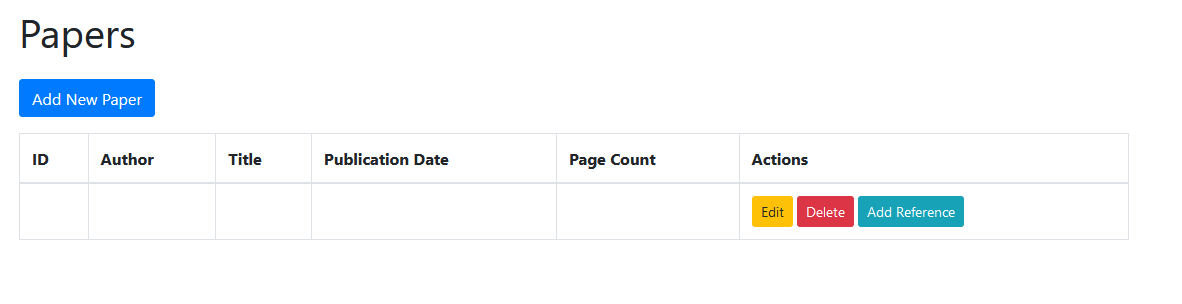 Papers
Add New Paper
ID Author Title Publication Date Page Count Actions
Edit Delete Add Reference